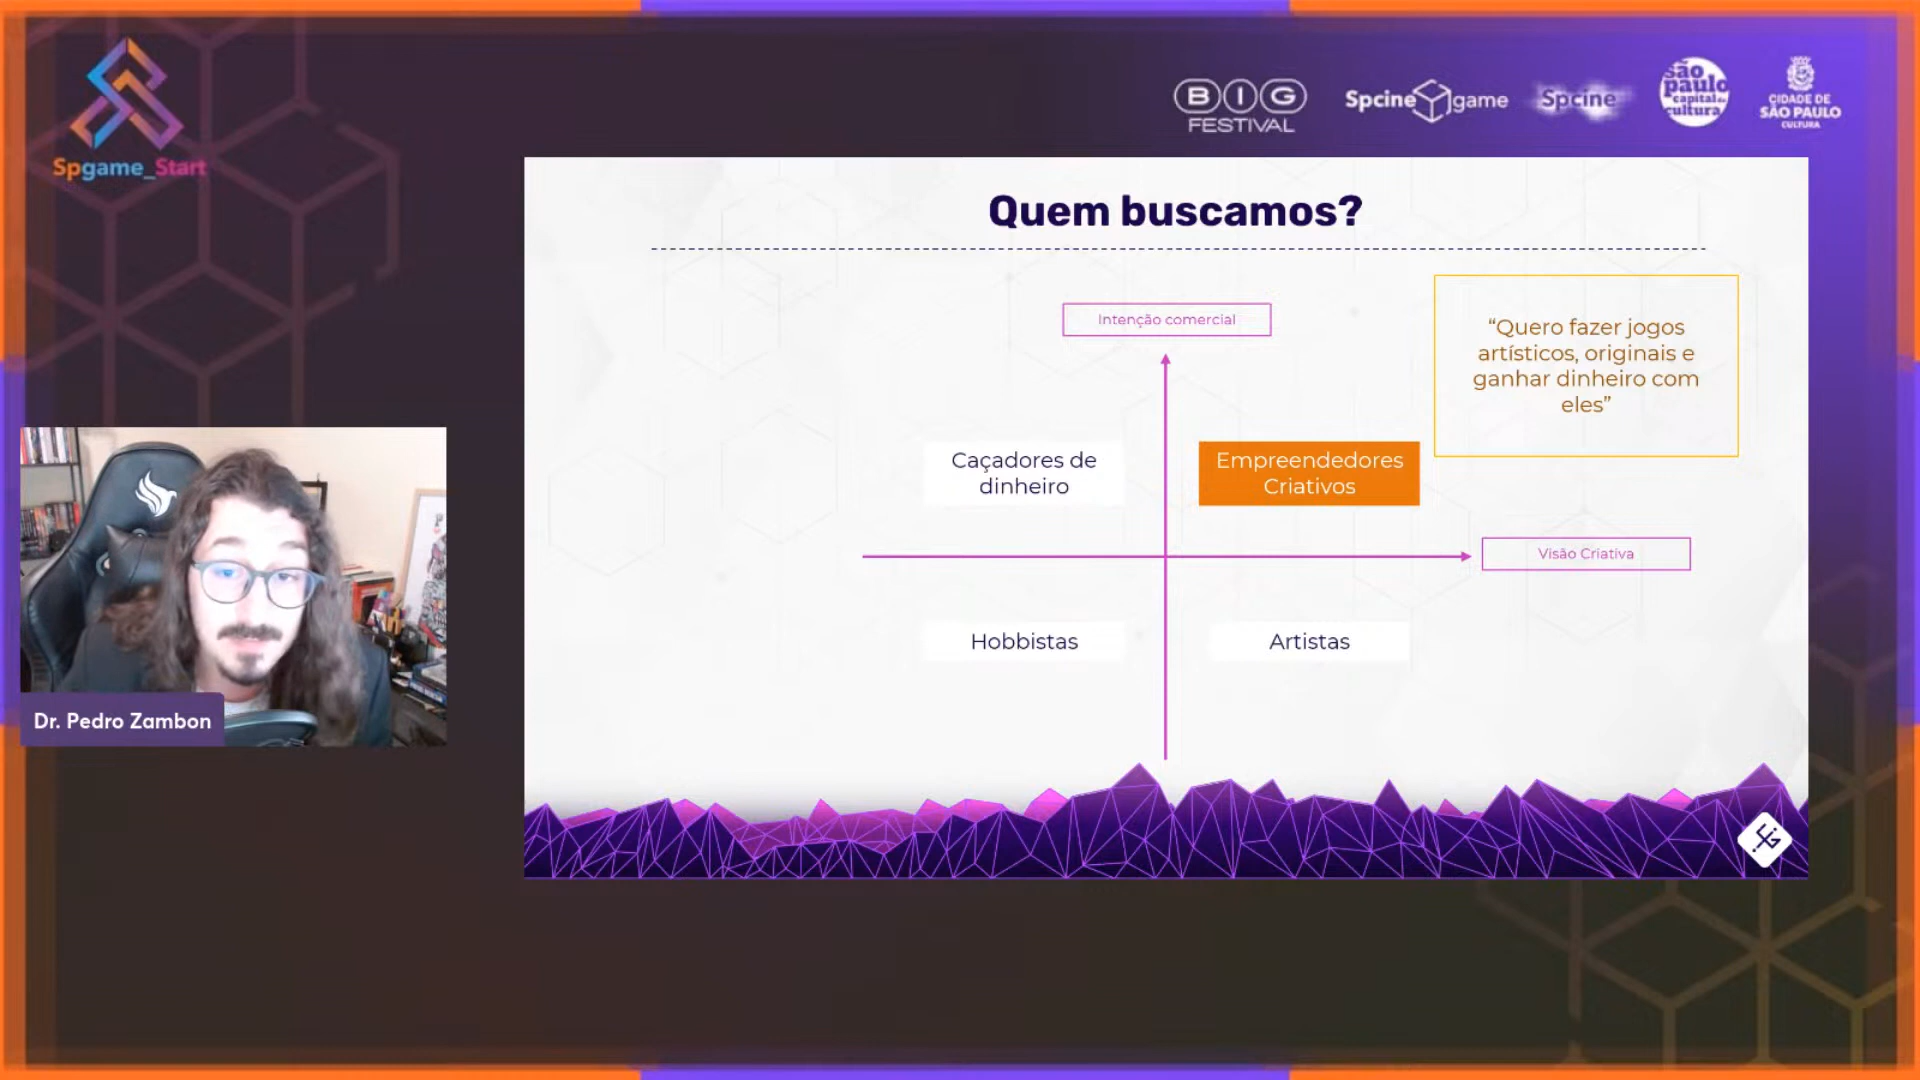 Spgame_Start
BIG
FESTIVAL
Spcine game
Spcine
são
paulo
capital da
cultura
CIDADE DE
SÃO PAULO
CULTURA
Quem buscamos?
Intenção comercial
“Quero fazer jogos
artísticos, originais e
ganhar dinheiro com
eles”
Caçadores de
dinheiro
Empreendedores
Criativos
Visão Criativa
Hobbistas
Artistas
Dr. Pedro Zambon